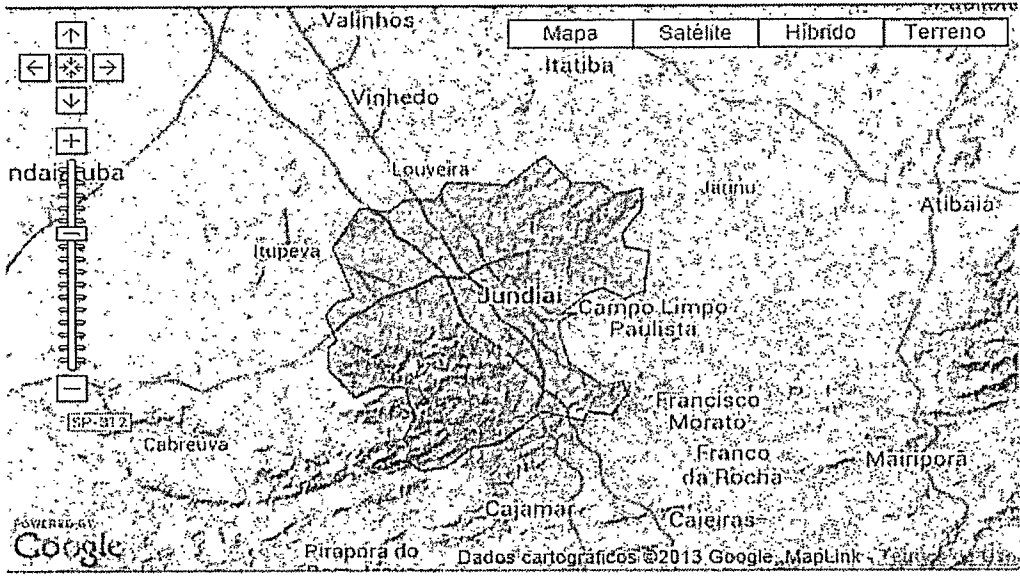 Valinhos
Mapa
Satélite
Híbrido
Terreno
Itatiba
Vinhedo
Louveira
Jarinu
Atibaia
Itupeva
Jundiaí
Campo Limpo
Paulista
Francisco
Morato
SP-312
Cabreúva
Franco
da Rocha
Mairiporã
Cajamar
Caieiras
POWERED BY
Google
Pirapora do
Dados cartográficos ©2013 Google, MapLink -